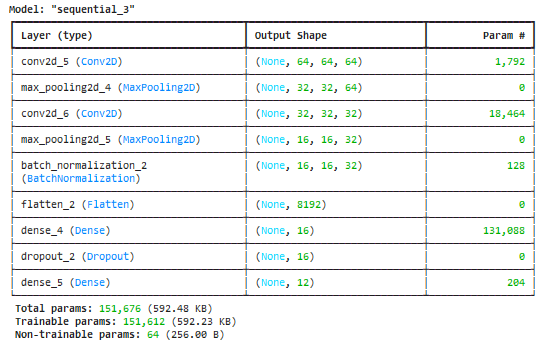 Model: "sequential_3"
Layer (type) Output Shape Param #
conv2d_5 (Conv2D) (None, 64, 64, 64) 1,792
max_pooling2d_4 (MaxPooling2D) (None, 32, 32, 64) 0
conv2d_6 (Conv2D) (None, 32, 32, 32) 18,464
max_pooling2d_5 (MaxPooling2D) (None, 16, 16, 32) 0
batch_normalization_2 (None, 16, 16, 32) 128
(BatchNormalization)
flatten_2 (Flatten) (None, 8192) 0
dense_4 (Dense) (None, 16) 131,088
dropout_2 (Dropout) (None, 16) 0
dense_5 (Dense) (None, 12) 204
Total params: 151,676 (592.48 KB)
Trainable params: 151,612 (592.23 KB)
Non-trainable params: 64 (256.00 B)